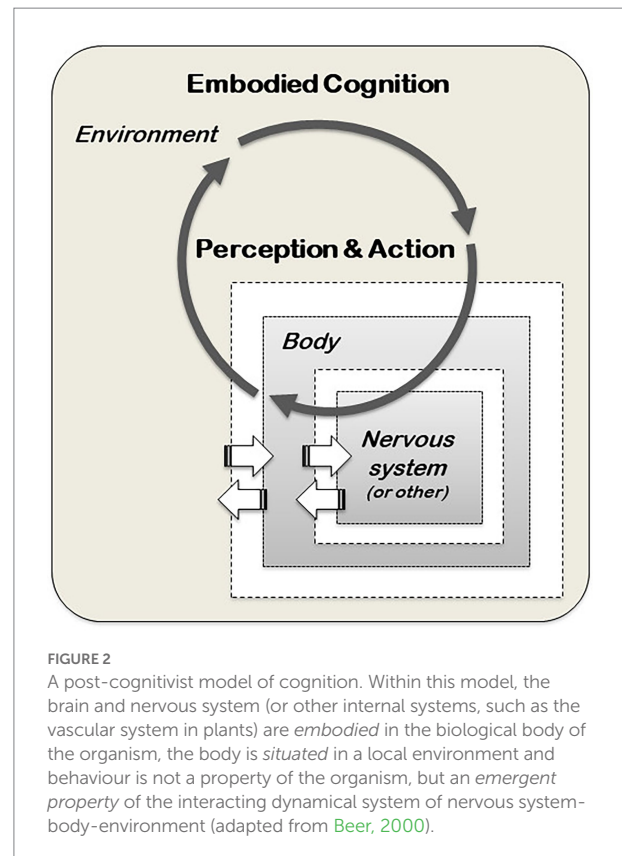 Embodied Cognition
Environment
Perception & Action
Body
Nervous
system
(or other)
FIGURE 2
A post-cognitivist model of cognition. Within this model, the
brain and nervous system (or other internal systems, such as the
vascular system in plants) are embodied in the biological body of
the organism, the body is situated in a local environment and
behaviour is not a property of the organism, but an emergent
property of the interacting dynamical system of nervous system-
body-environment (adapted from Beer, 2000).